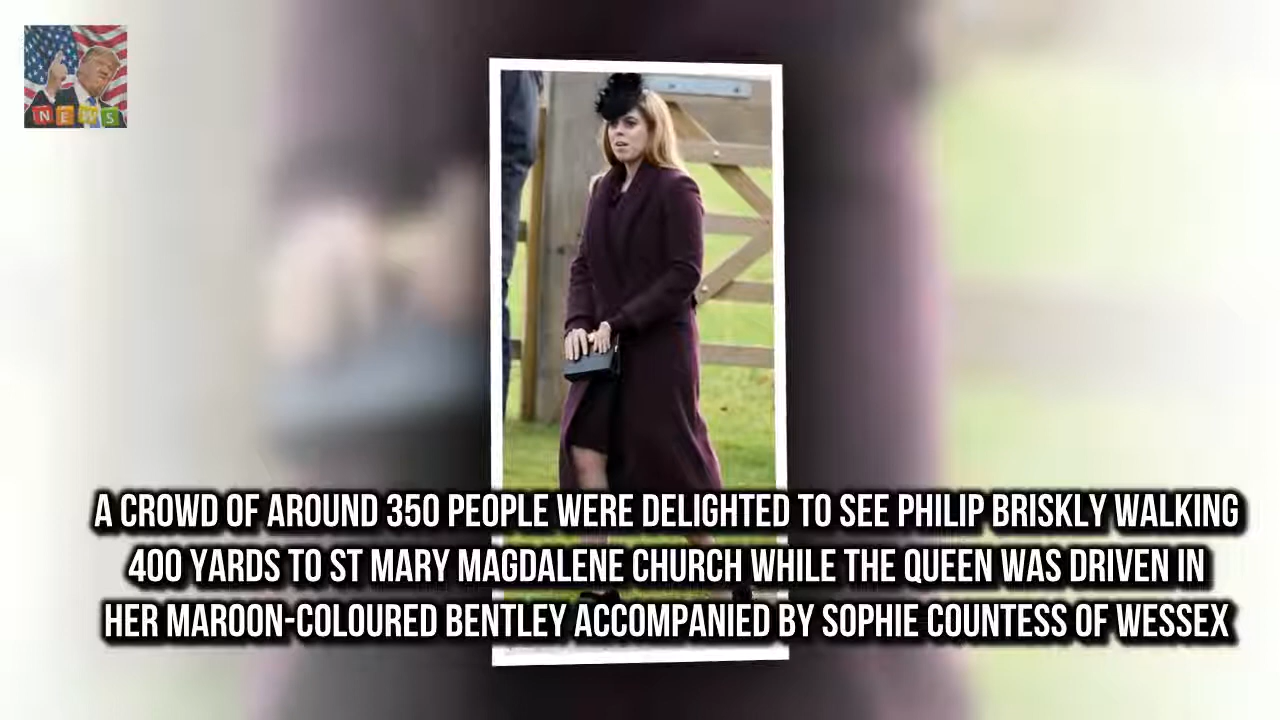 NEWS
A CROWD OF AROUND 350 PEOPLE WERE DELIGHTED TO SEE PHILIP BRISKLY WALKING
400 YARDS TO ST MARY MAGDALENE CHURCH WHILE THE QUEEN WAS DRIVEN IN
HER MAROON-COLOURED BENTLEY ACCOMPANIED BY SOPHIE COUNTESS OF WESSEX